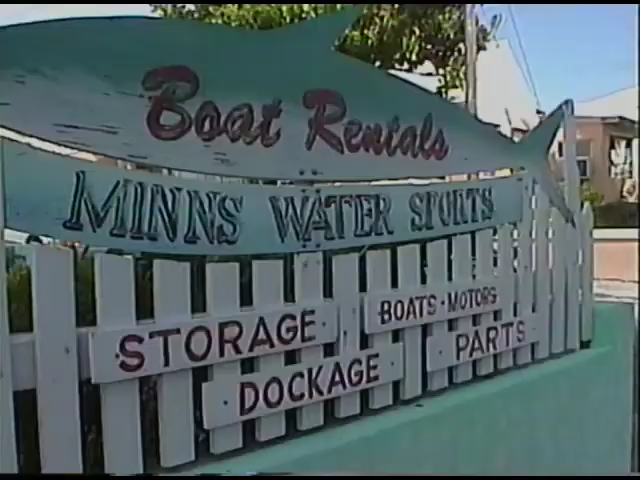 Boat Rentals
MINNS WATER SPORTS
STORAGE
BOATS · MOTORS
DOCKAGE
PARTS